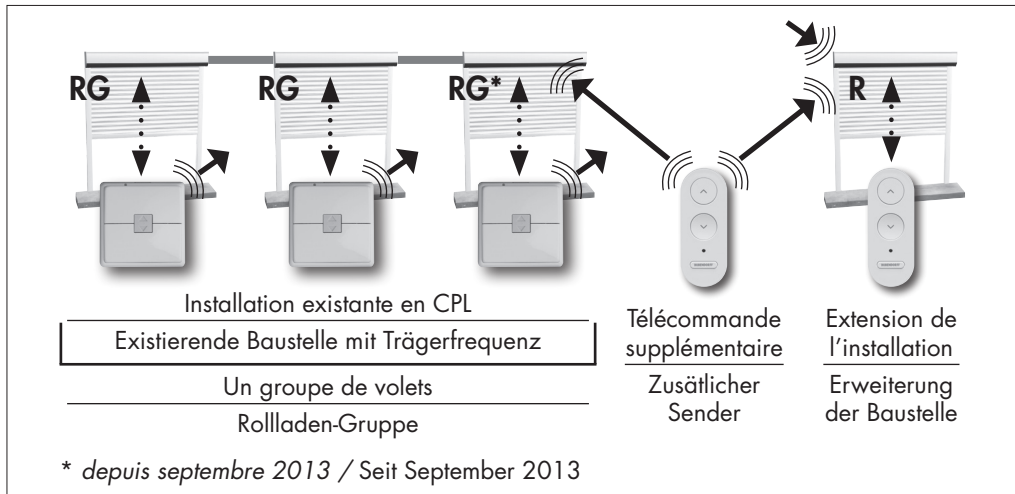 RG RG RG* R
Installation existante en CPL
Existierende Baustelle mit Trägerfrequenz
Un groupe de volets
Rollladen-Gruppe
Télécommande
supplémentaire
Zusätlicher
Sender
Extension de
l'installation
Erweiterung
der Baustelle
* depuis septembre 2013 / Seit September 2013